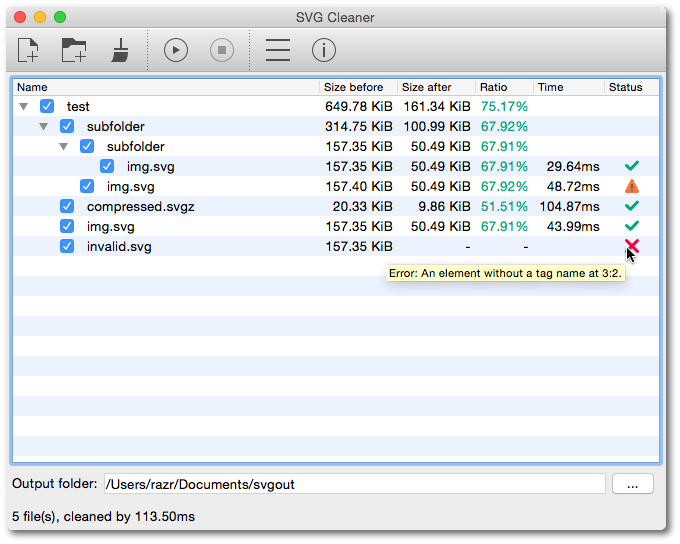 SVG Cleaner
Name Size before Size after Ratio Time Status
test 649.78 KiB 161.34 KiB 75.17%
subfolder 314.75 KiB 100.99 KiB 67.92%
subfolder 157.35 KiB 50.49 KiB 67.91%
img.svg 157.35 KiB 50.49 KiB 67.91% 29.64ms
img.svg 157.40 KiB 50.49 KiB 67.92% 48.72ms
compressed.svgz 20.33 KiB 9.86 KiB 51.51% 104.87ms
img.svg 157.35 KiB 50.49 KiB 67.91% 43.99ms
invalid.svg 157.35 KiB - -
Error: An element without a tag name at 3:2.
Output folder: /Users/razr/Documents/svgout ...
5 file(s), cleaned by 113.50ms